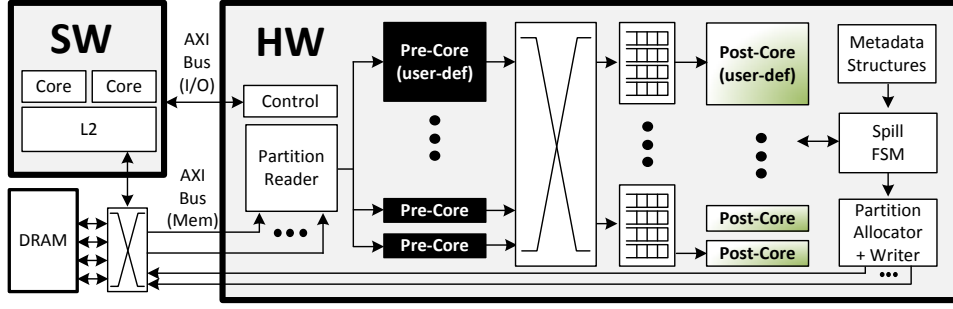 SW
Core
Core
L2
DRAM
AXI
Bus
(I/O)
AXI
Bus
(Mem)
HW
Control
Partition
Reader
•••
Pre-Core
(user-def)
Pre-Core
Pre-Core
Post-Core
(user-def)
Post-Core
Post-Core
Metadata
Structures
Spill
FSM
Partition
Allocator
+ Writer
•••